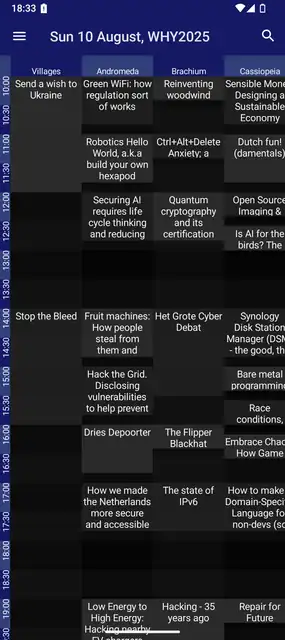 18:33
Sun 10 August, WHY2025
Villages
Andromeda
Brachium
Cassiopeia
10:00
10:30
11:00
11:30
12:00
12:30
13:00
13:30
14:00
14:30
15:00
15:30
16:00
16:30
17:00
17:30
18:00
18:30
19:00
Send a wish to
Ukraine
Stop the Bleed
Green WiFi: how
regulation sort
of works
Robotics Hello
World, a.k.a
build your own
hexapod
Securing AI
requires life
cycle thinking
and reducing
Fruit machines:
How people
steal from
them and
Hack the Grid.
Disclosing
vulnerabilities
to help prevent
Dries Depoorter
How we made
the Netherlands
more secure
and accessible
Low Energy to
High Energy:
Hacking nearby
EV chargers
Reinventing
woodwind
Ctrl+Alt+Delete
Anxiety; a
Quantum
cryptography
and its
certification
Het Grote Cyber
Debat
The Flipper
Blackhat
The state of
IPv6
Hacking - 35
years ago
Sensible Mone
Designing a
Sustainable
Economy
Dutch fun!
(damentals)
Open Source
Imaging &
Is AI for the
birds? The
Synology
Disk Station
Manager (DSM
- the good, th
Bare metal
programmin
Race
conditions,
Embrace Chao
How Game
How to make
Domain-Specif
Language fo
non-devs (so
Repair for
Future